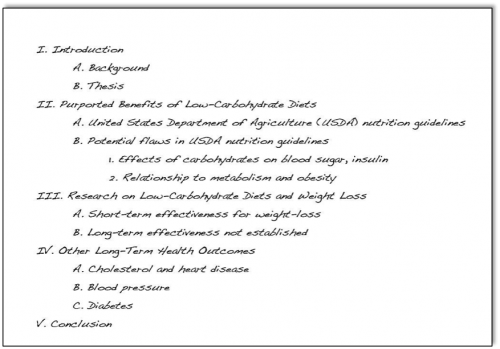 I. Introduction
A. Background
B. Thesis
II. Purported Benefits of Low-Carbohydrate Diets
A. United States Department of Agriculture (USDA) nutrition guidelines
B. Potential flaws in USDA nutrition guidelines
1. Effects of carbohydrates on blood sugar, insulin
2. Relationship to metabolism and obesity
III. Research on Low-Carbohydrate Diets and Weight Loss
A. Short-term effectiveness for weight-loss
B. Long-term effectiveness not established
IV. Other Long-Term Health Outcomes
A. Cholesterol and heart disease
B. Blood pressure
C. Diabetes
V. Conclusion